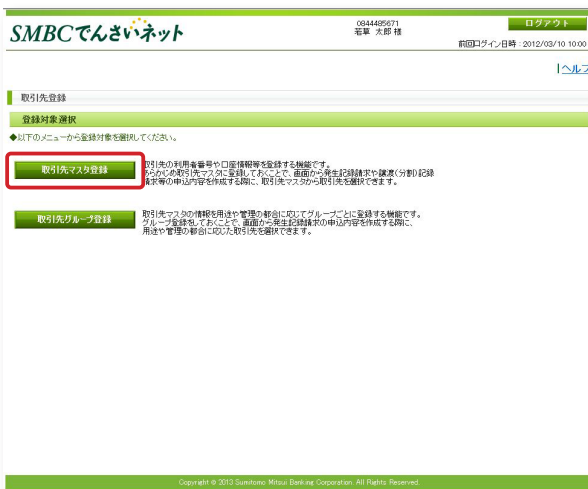 SMBCでんさいネット
0844485671
若草 太郎 様
ログアウト
前回ログイン日時:2012/03/10 10:00
ヘルプ
取引先登録
登録対象選択
◆以下のメニューから登録対象を選択してください。
取引先マスタ登録
取引先の利用者番号や口座情報等を登録する機能です。
あらかじめ取引先マスタに登録しておくことで、画面から発生記録請求や譲渡(分割)記録
請求等の申込内容を作成する際に、取引先マスタから取引先を選択できます。
取引先グループ登録
取引先マスタの情報を用途や管理の都合に応じてグループごとに登録する機能です。
グループ登録をしておくことで、画面から発生記録請求の申込内容を作成する際に、
用途や管理の都合に応じた取引先を選択できます。
Copyright © 2013 Sumitomo Mitsui Banking Corporation. All Rights Reserved.